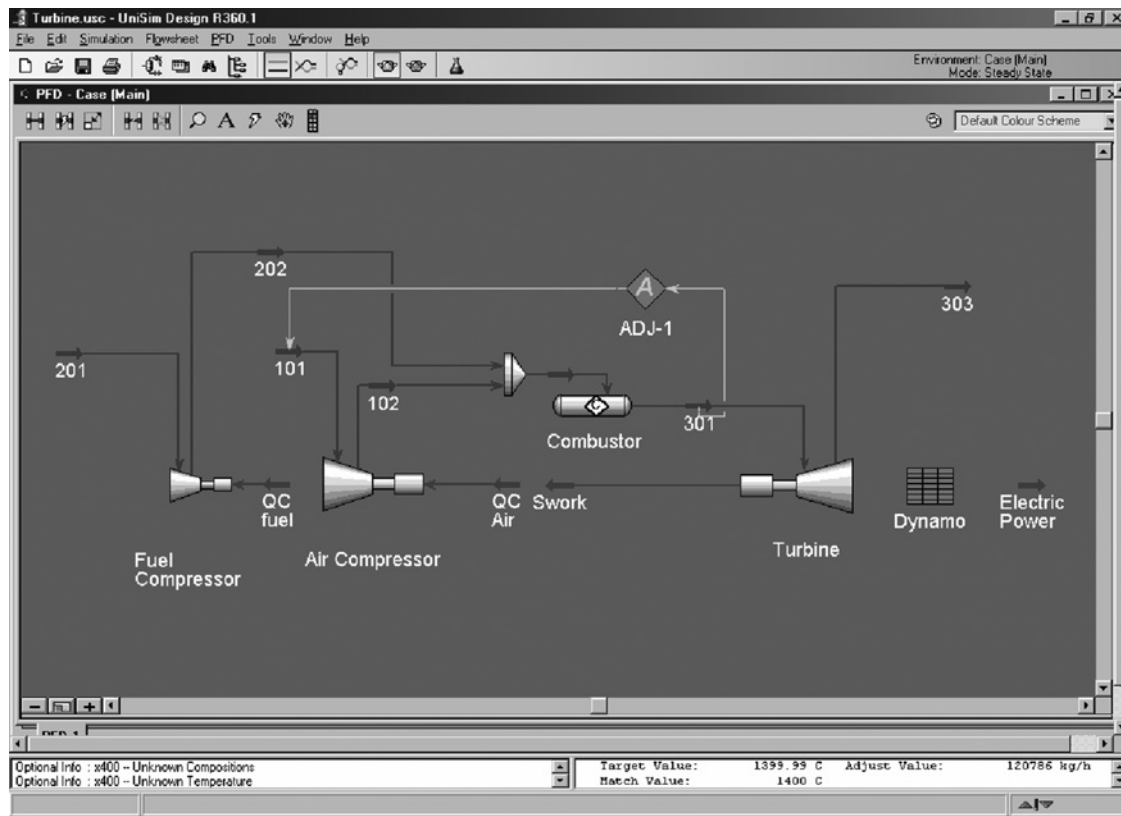 Turbine.usc - UniSim Design R360.1
File Edit Simulation Flowsheet PFD Tools Window Help
Environment: Case (Main)
Mode: Steady State
PFD - Case (Main)
A
Default Colour Scheme
202
A
303
ADJ-1
201
101
102
301
Combustor
QC
fuel
QC
Air
Swork
Dynamo
Electric
Power
Turbine
Fuel
Compressor
Air Compressor
PFD 1
Optional Info : x400 -- Unknown Compositions
Optional Info : x400 -- Unknown Temperature
Target Value: 1399.99 C Adjust Value: 120786 kg/h
Match Value: 1400 C